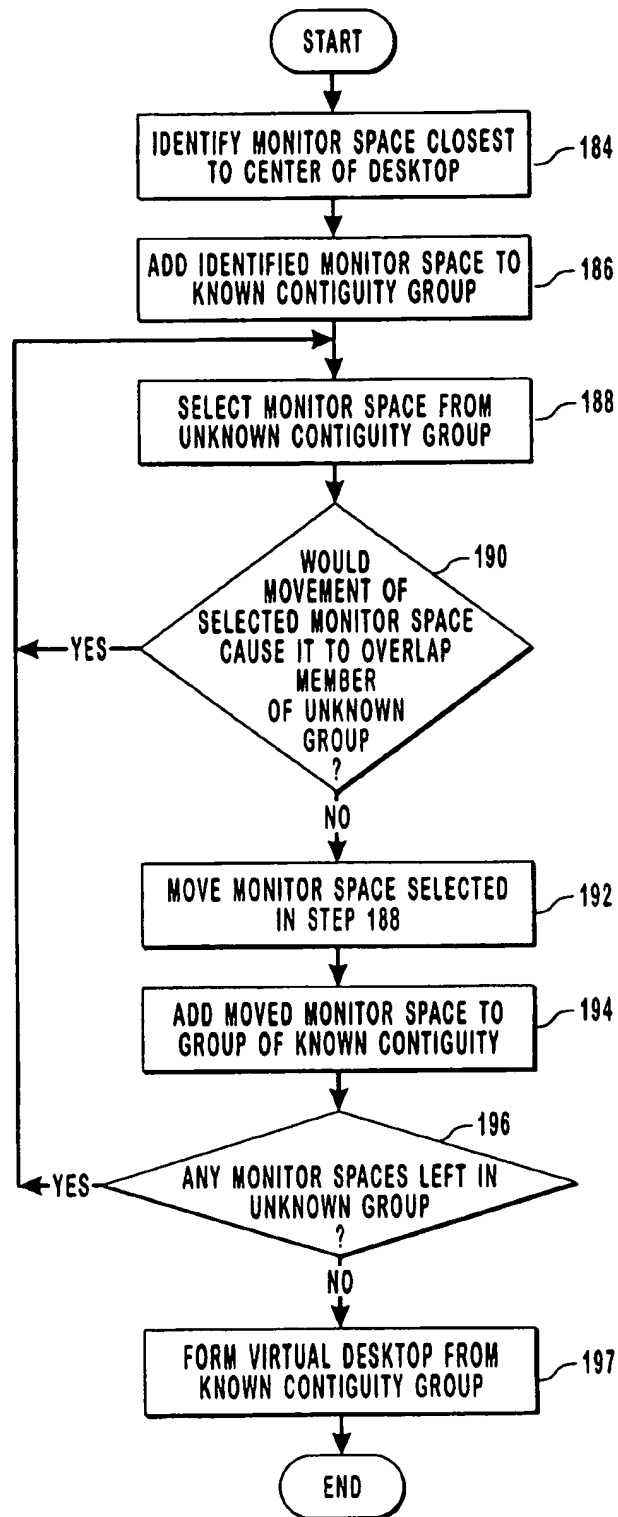 START
IDENTIFY MONITOR SPACE CLOSEST
TO CENTER OF DESKTOP
184
ADD IDENTIFIED MONITOR SPACE TO
KNOWN CONTIGUITY GROUP
186
SELECT MONITOR SPACE FROM
UNKNOWN CONTIGUITY GROUP
188
WOULD
MOVEMENT OF
SELECTED MONITOR SPACE
CAUSE IT TO OVERLAP
MEMBER
OF UNKNOWN
GROUP
?
190
YES
NO
MOVE MONITOR SPACE SELECTED
IN STEP 188
192
ADD MOVED MONITOR SPACE TO
GROUP OF KNOWN CONTIGUITY
194
ANY MONITOR SPACES LEFT IN
UNKNOWN GROUP
?
196
YES
NO
FORM VIRTUAL DESKTOP FROM
KNOWN CONTIGUITY GROUP
197
END